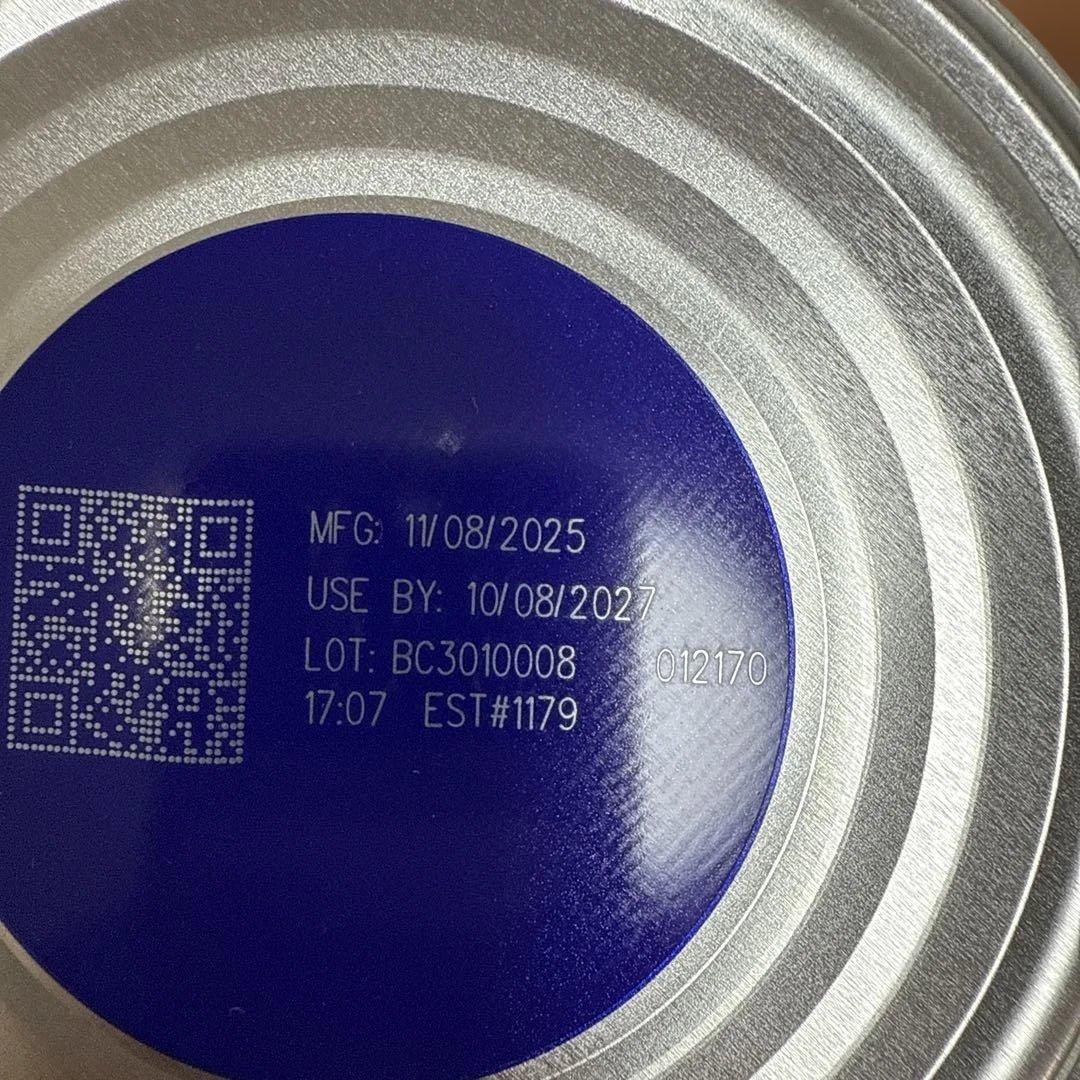 MFG: 11/08/2025
USE BY: 10/08/2027
LOT: BC3010008 012170
17:07 EST#1179